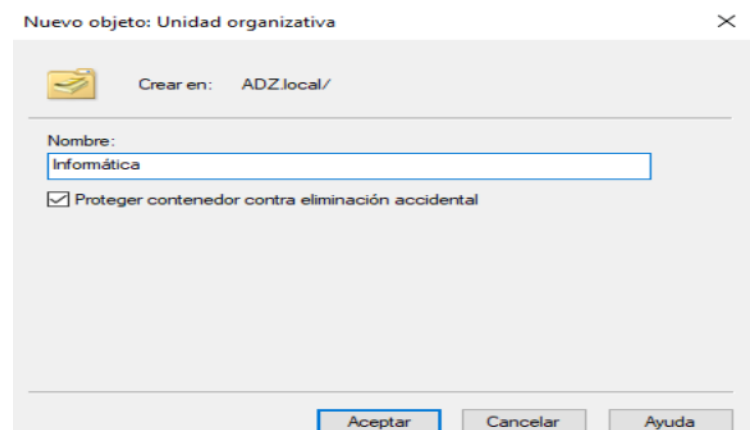 Nuevo objeto: Unidad organizativa
Crear en: ADZ.local/
Nombre:
Informática
Proteger contenedor contra eliminación accidental
Aceptar Cancelar Ayuda